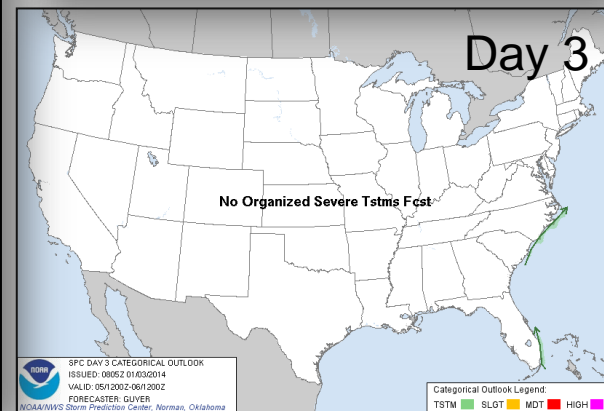 Day 3
No Organized Severe Tstms Fcst
NOAA
SPC DAY 3 CATEGORICAL OUTLOOK
ISSUED: 0805Z 01/03/2014
VALID: 05/1200Z-06/1200Z
FORECASTER: GUYER
NOAA/NWS Storm Prediction Center, Norman, Oklahoma
Categorical Outlook Legend:
TSTM SLGT MDT HIGH